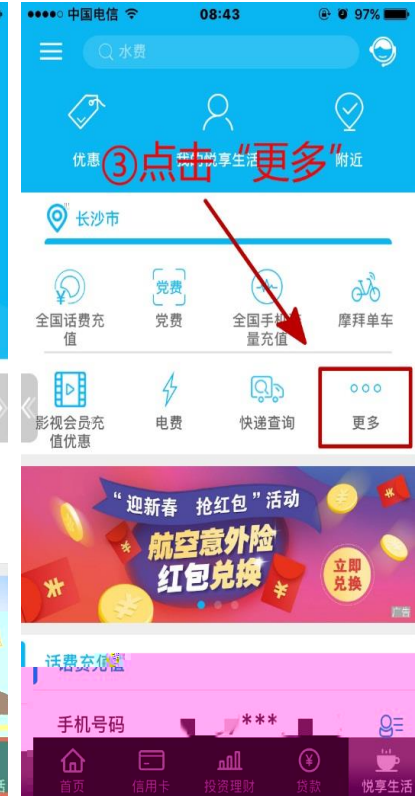 中国电信 08:43 97%
水费
优惠 我的悦享生活 附近
③点击“更多”
长沙市
全国话费充值 党费 全国手机 量充值 摩拜单车
影视会员充值优惠 电费 快递查询 更多
“迎新春 抢红包”活动
航空意外险
红包兑换
立即
兑换
广告
话费充值
手机号码 ***
首页 信用卡 投资理财 贷款 悦享生活
活